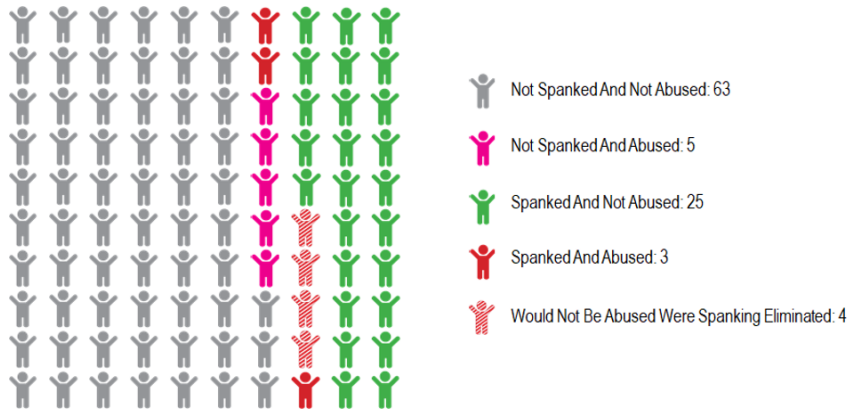 Not Spanked And Not Abused: 63
Not Spanked And Abused: 5
Spanked And Not Abused: 25
Spanked And Abused: 3
Would Not Be Abused Were Spanking Eliminated: 4